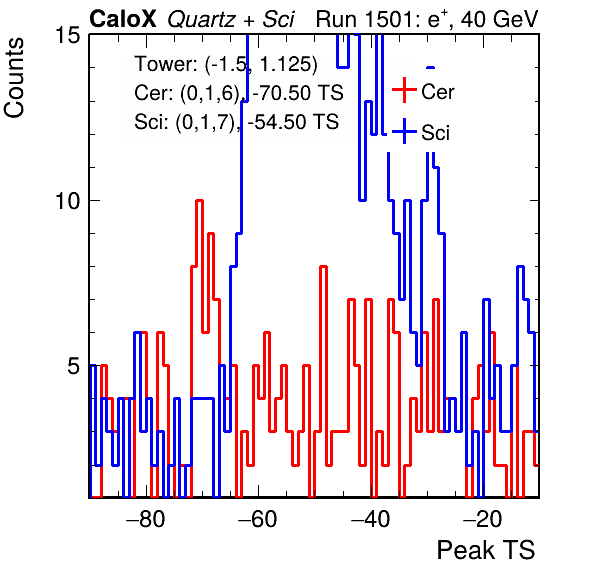 CaloX Quartz + Sci Run 1501: e⁺, 40 GeV
Counts
15
10
5
Tower: (-1.5, 1.125)
Cer: (0,1,6), -70.50 TS
Sci: (0,1,7), -54.50 TS
Cer
Sci
−80 −60 −40 −20
Peak TS